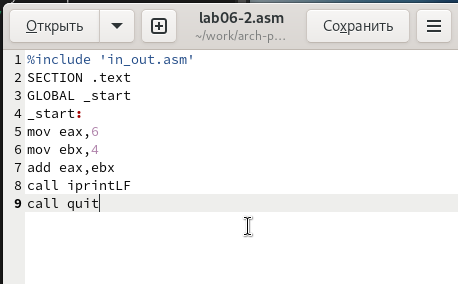 Открыть
lab06-2.asm
~/work/arch-p...
Сохранить
1 %include 'in_out.asm'
2 SECTION .text
3 GLOBAL _start
4 _start:
5 mov eax,6
6 mov ebx,4
7 add eax,ebx
8 call iprintLF
9 call quit